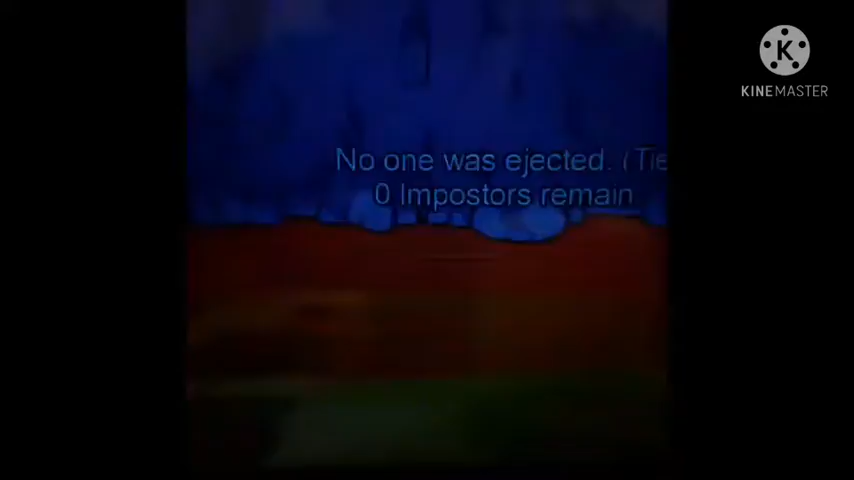 K
KINEMASTER
No one was ejected. (Tie
0 Impostors remain